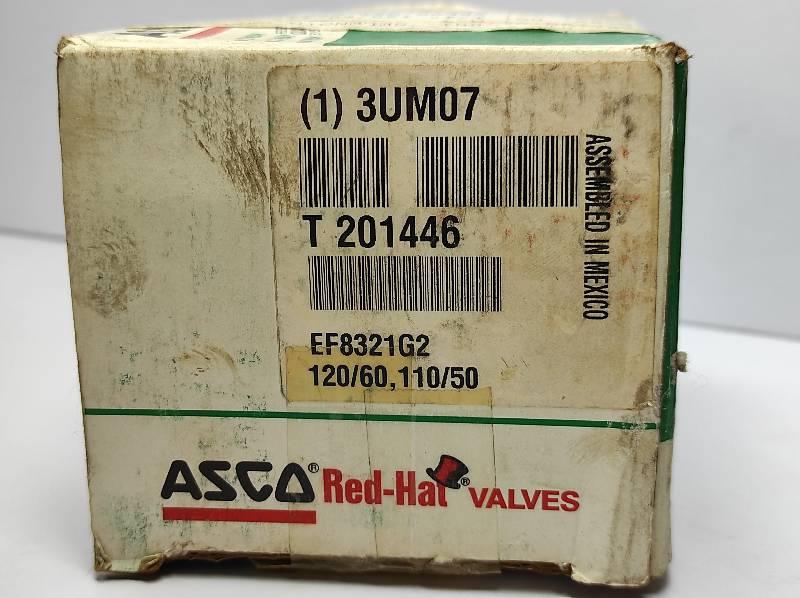 (1) 3UM07
T 201446
ASSEMBLED IN MEXICO
EF8321G2
120/60,110/50
ASCO® Red-Hat® VALVES